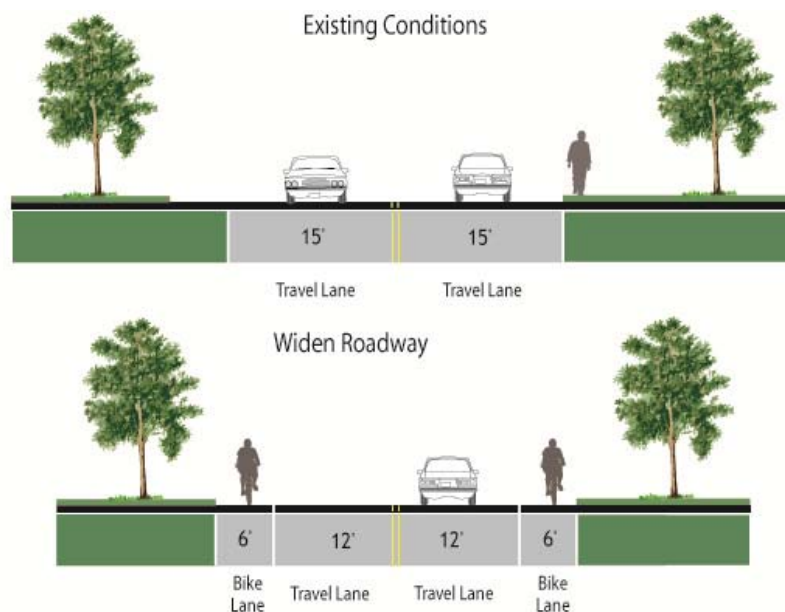 Existing Conditions
15' 15'
Travel Lane Travel Lane
Widen Roadway
6' 12' 12' 6'
Bike Lane Travel Lane Travel Lane Bike Lane